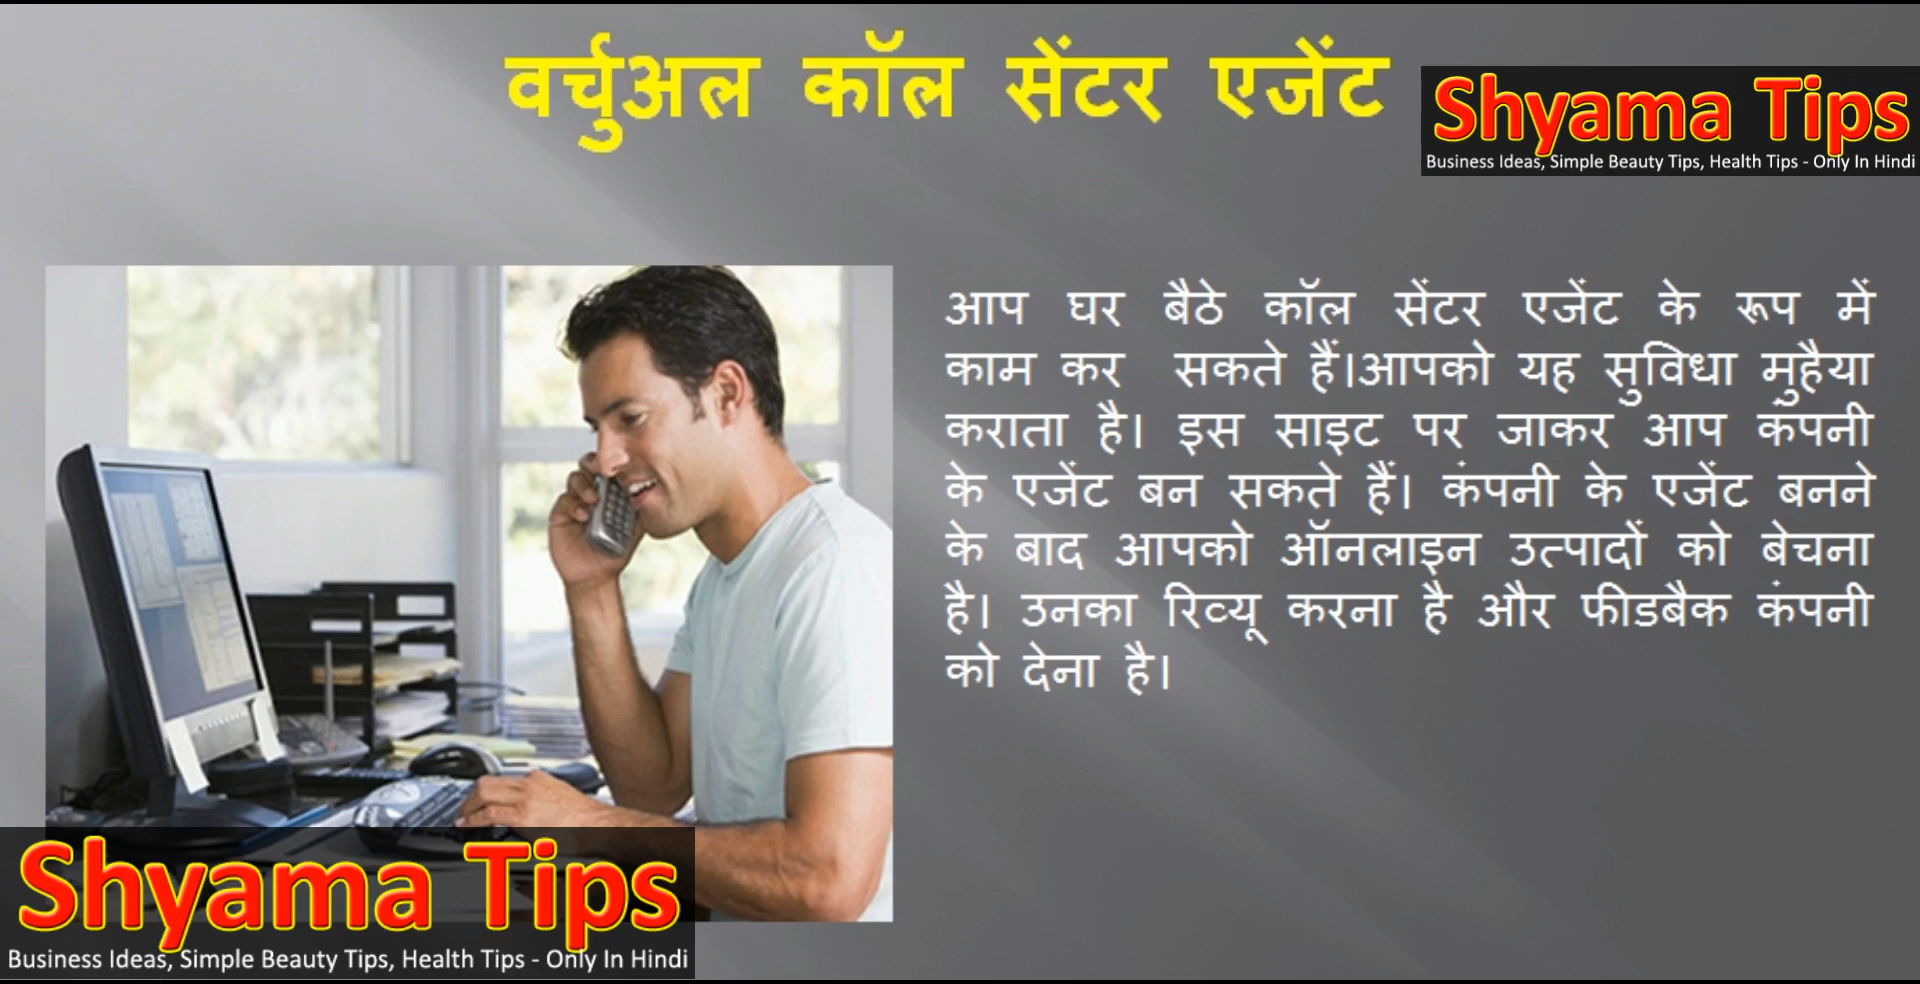 वर्चुअल कॉल सेंटर एजेंट
Shyama Tips
Business Ideas, Simple Beauty Tips, Health Tips - Only In Hindi
आप घर बैठे कॉल सेंटर एजेंट के रूप में
काम कर सकते हैं।आपको यह सुविधा मुहैया
कराता है। इस साइट पर जाकर आप कंपनी
के एजेंट बन सकते हैं। कंपनी के एजेंट बनने
के बाद आपको ऑनलाइन उत्पादों को बेचना
है। उनका रिव्यू करना है और फीडबैक कंपनी
को देना है।
Shyama Tips
Business Ideas, Simple Beauty Tips, Health Tips - Only In Hindi